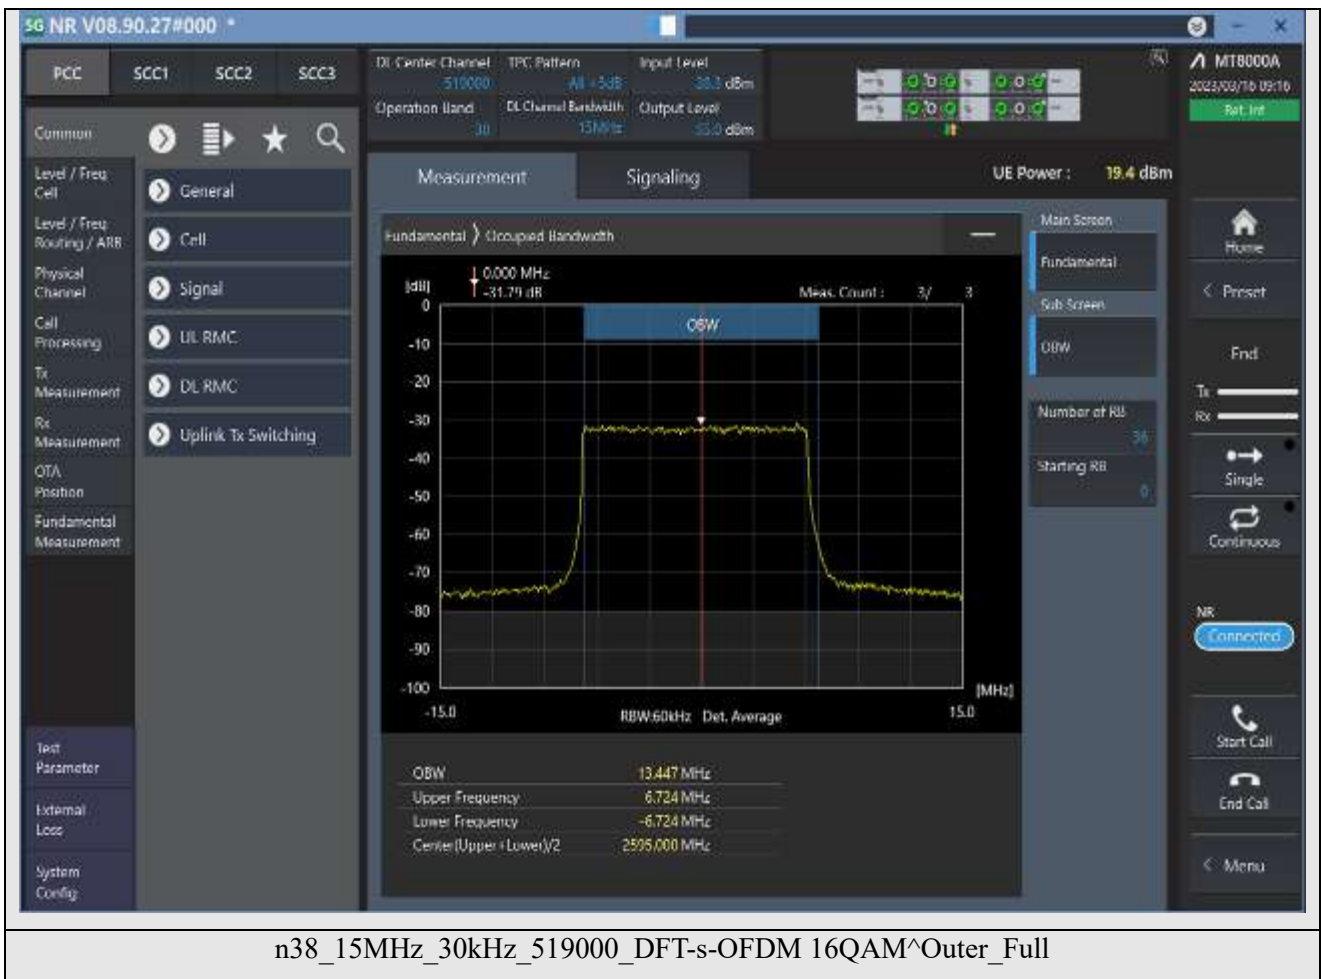 5G NR V08.90.27#000 *
PCC SCC1 SCC2 SCC3
DL Center Channel TPC Pattern Input Level
All +3dB dBm
Operation Band DL Channel Bandwidth Output Level
15MHz dBm
MT8000A
2023/03/16 09:16
Ref. Int
Common
Level / Freq
Cell
Level / Freq
Routing / ARB
Physical
Channel
Call
Processing
Tx
Measurement
Rx
Measurement
OTA
Position
Fundamental
Measurement
Test
Parameter
External
Loss
System
Config
General
Cell
Signal
UL RMC
DL RMC
Uplink Tx Switching
Measurement Signaling UE Power : 19.4 dBm
Fundamental Occupied Bandwidth
[dB] 0.000 MHz
-31.79 dB Meas. Count : 3/ 3
OBW
0
-10
-20
-30
-40
-50
-60
-70
-80
-90
-100
[MHz]
-15.0 RBW:60kHz Det. Average 15.0
OBW 13.447 MHz
Upper Frequency 6.724 MHz
Lower Frequency -6.724 MHz
Center(Upper+Lower)/2 2595.000 MHz
Main Screen
Fundamental
Sub Screen
OBW
Number of RB
36
Starting RB
0
Home
< Preset
Fnd
Tx
Rx
Single
Continuous
NR
Connected
Start Call
End Call
< Menu
n38_15MHz_30kHz_519000_DFT-s-OFDM 16QAM^Outer_Full